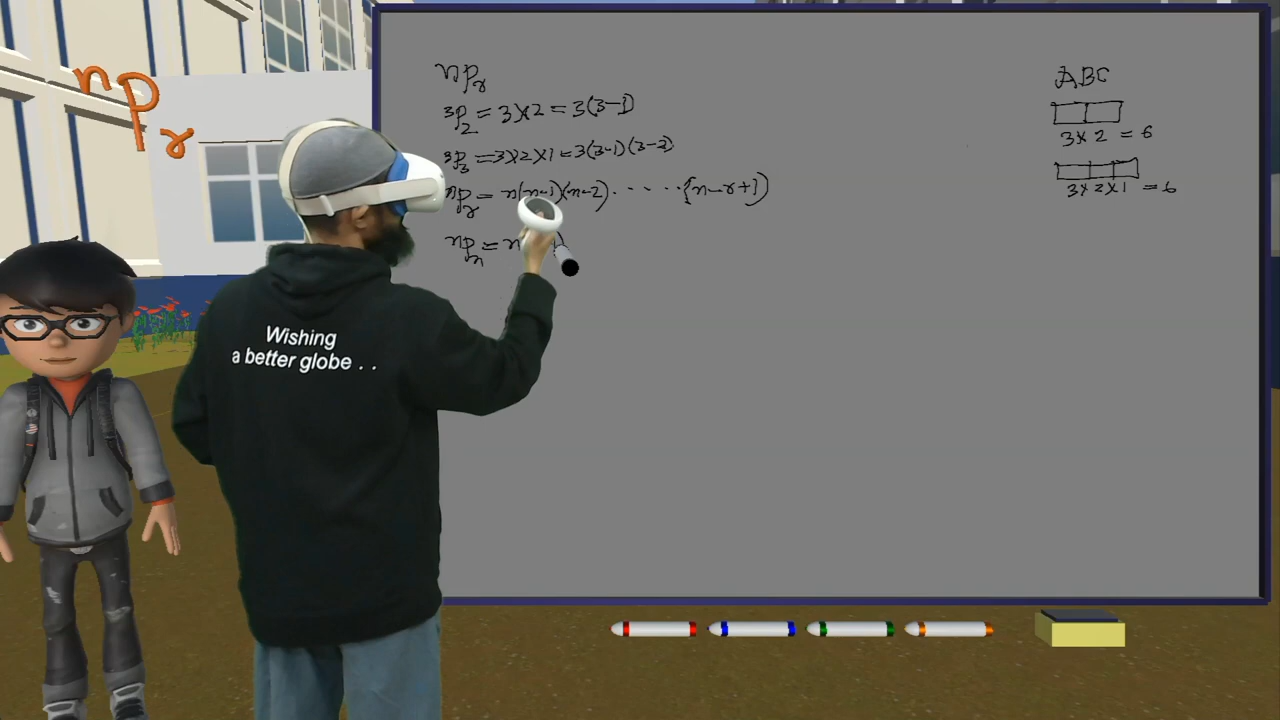 nPr
nPr
³P₂ = 3×2 = 3(3-1)
³P₃ = 3×2×1 = 3(3-1)(3-2)
nPr = n(n-1)(n-2) ...... (n-r+1)
nPn = n
ABC
3×2 = 6
3×2×1 = 6
Wishing
a better globe . .